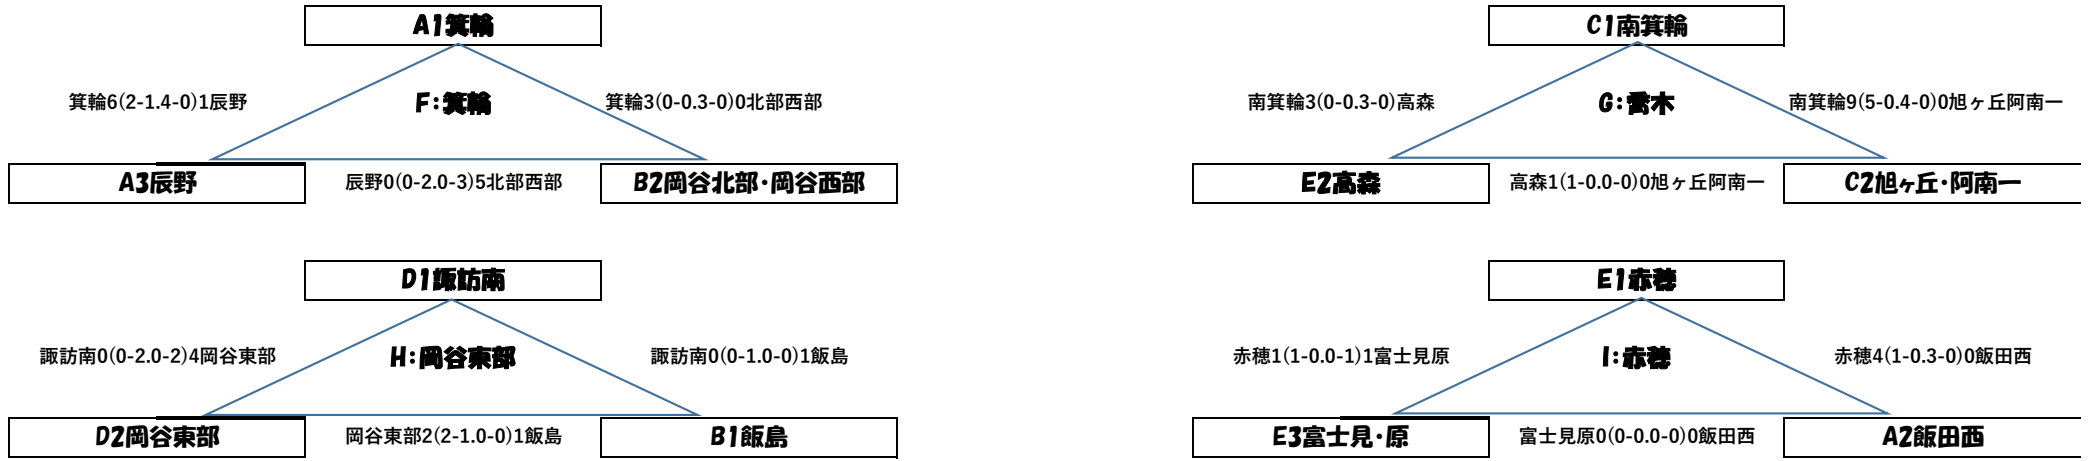 A1箕輪
箕輪6(2-1.4-0)1辰野
F:箕輪
箕輪3(0-0.3-0)0北部西部
A3辰野
辰野0(0-2.0-3)5北部西部
B2岡谷北部・岡谷西部
C1南箕輪
南箕輪3(0-0.3-0)高森
G:喬木
南箕輪9(5-0.4-0)0旭ヶ丘阿南一
E2高森
高森1(1-0.0-0)0旭ヶ丘阿南一
C2旭ヶ丘・阿南一
D1諏訪南
諏訪南0(0-2.0-2)4岡谷東部
H:岡谷東部
諏訪南0(0-1.0-0)1飯島
D2岡谷東部
岡谷東部2(2-1.0-0)1飯島
B1飯島
E1赤穂
赤穂1(1-0.0-1)1富士見原
I:赤穂
赤穂4(1-0.3-0)0飯田西
E3富士見・原
富士見原0(0-0.0-0)0飯田西
A2飯田西